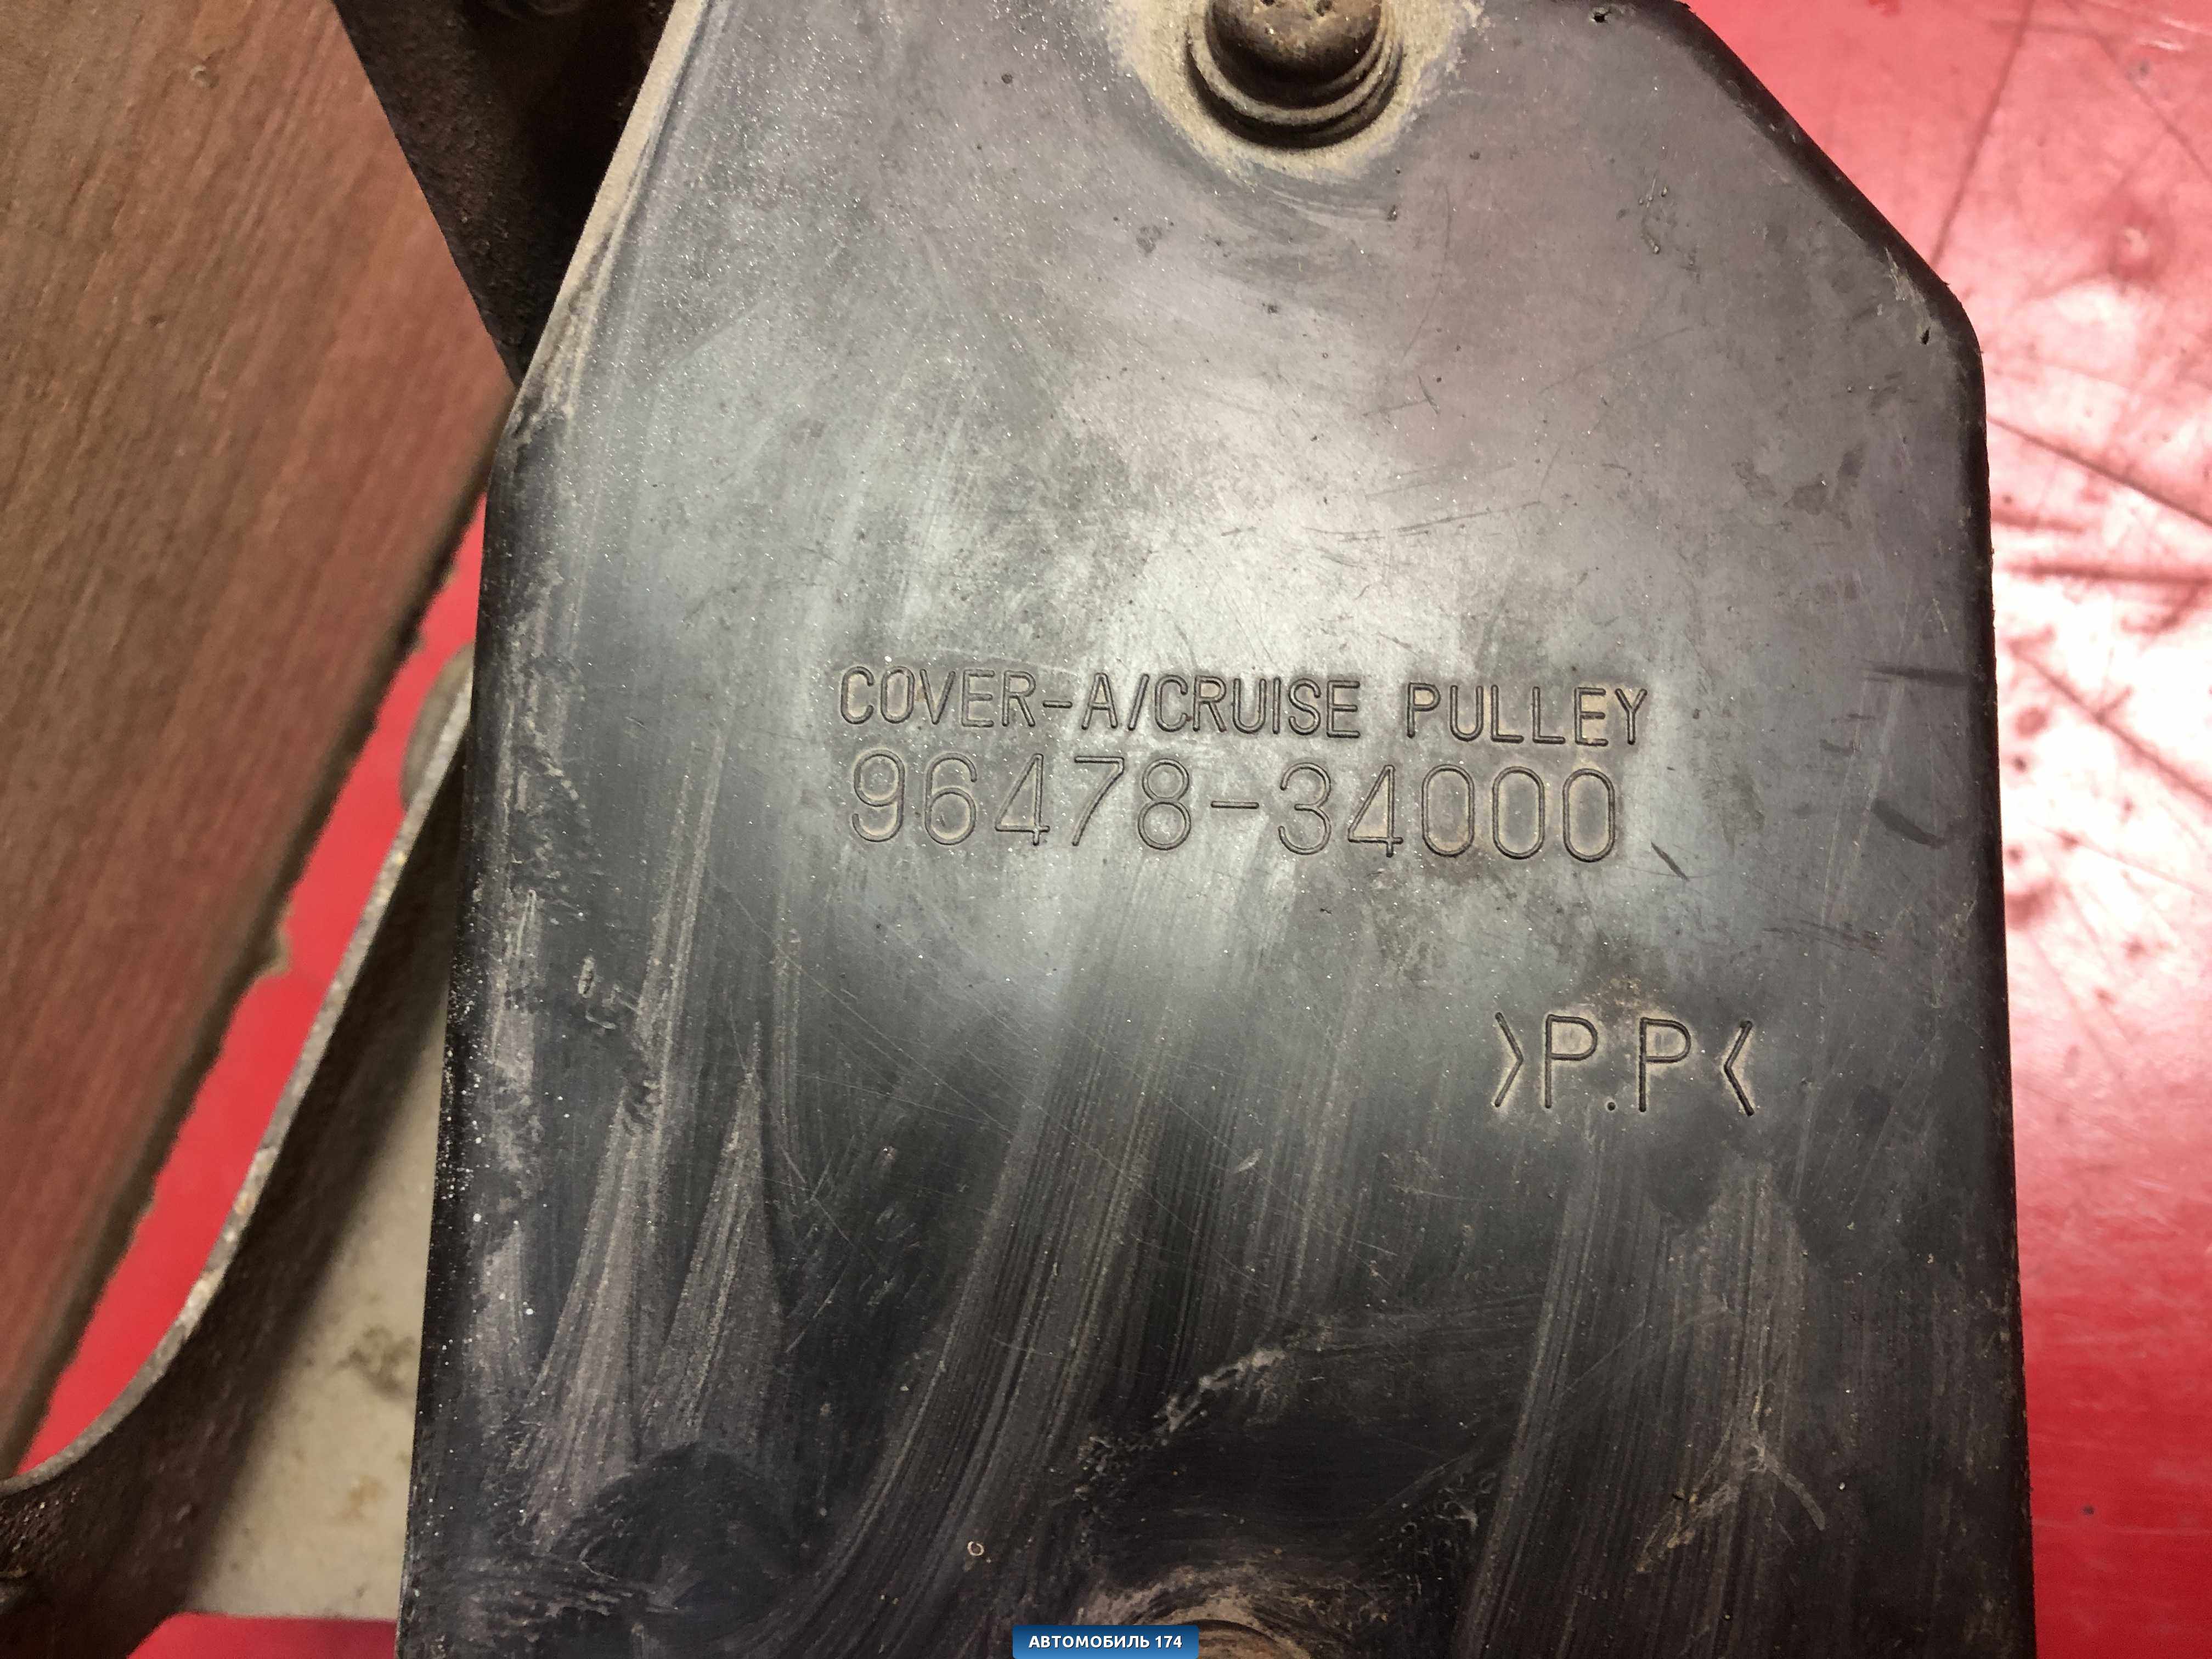 COVER-A/CRUISE PULLEY
96478-34000
>P.P<
АВТОМОБИЛЬ 174